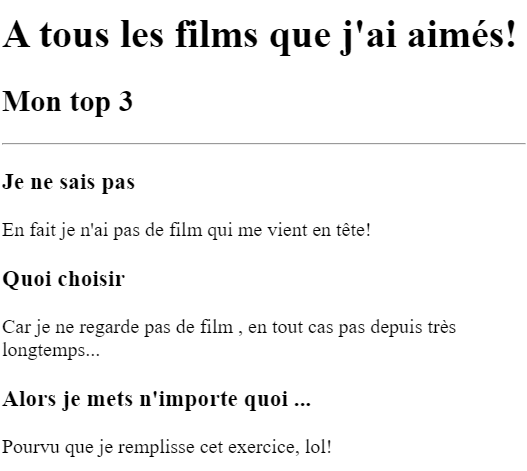 A tous les films que j'ai aimés!
Mon top 3
Je ne sais pas
En fait je n'ai pas de film qui me vient en tête!
Quoi choisir
Car je ne regarde pas de film , en tout cas pas depuis très
longtemps...
Alors je mets n'importe quoi ...
Pourvu que je remplisse cet exercice, lol!